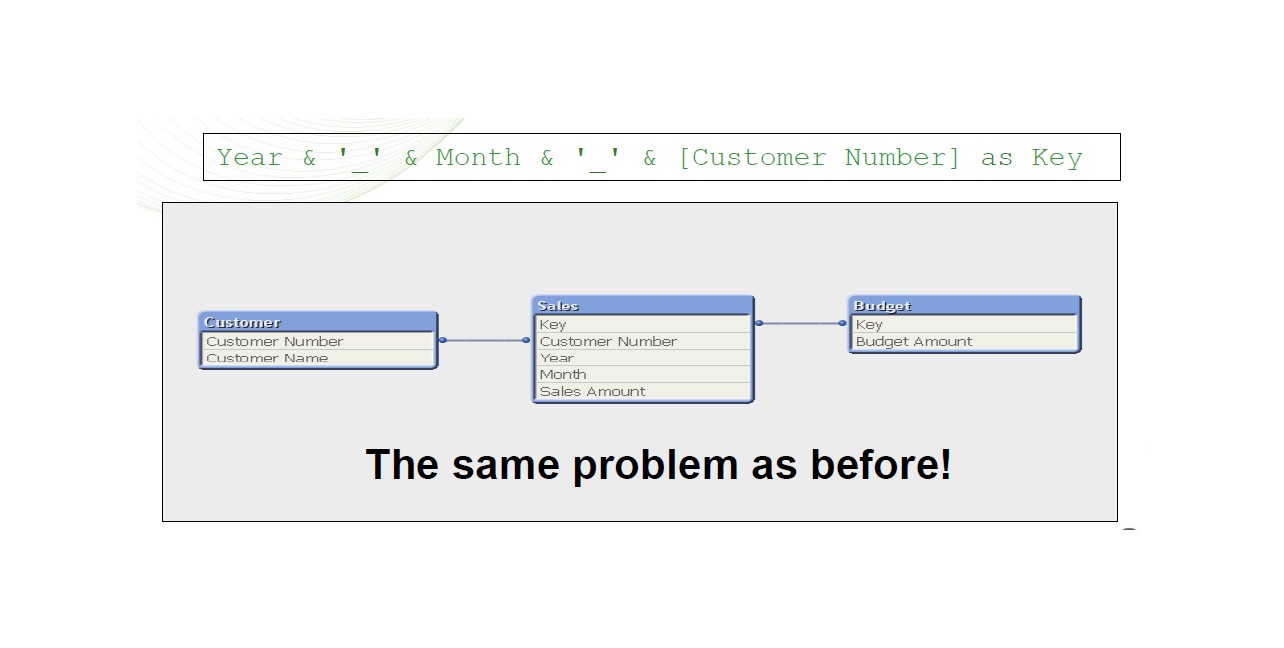 Year & '_' & Month & '_' & [Customer Number] as Key
Customer
Customer Number
Customer Name
Sales
Key
Customer Number
Year
Month
Sales Amount
Budget
Key
Budget Amount
The same problem as before!